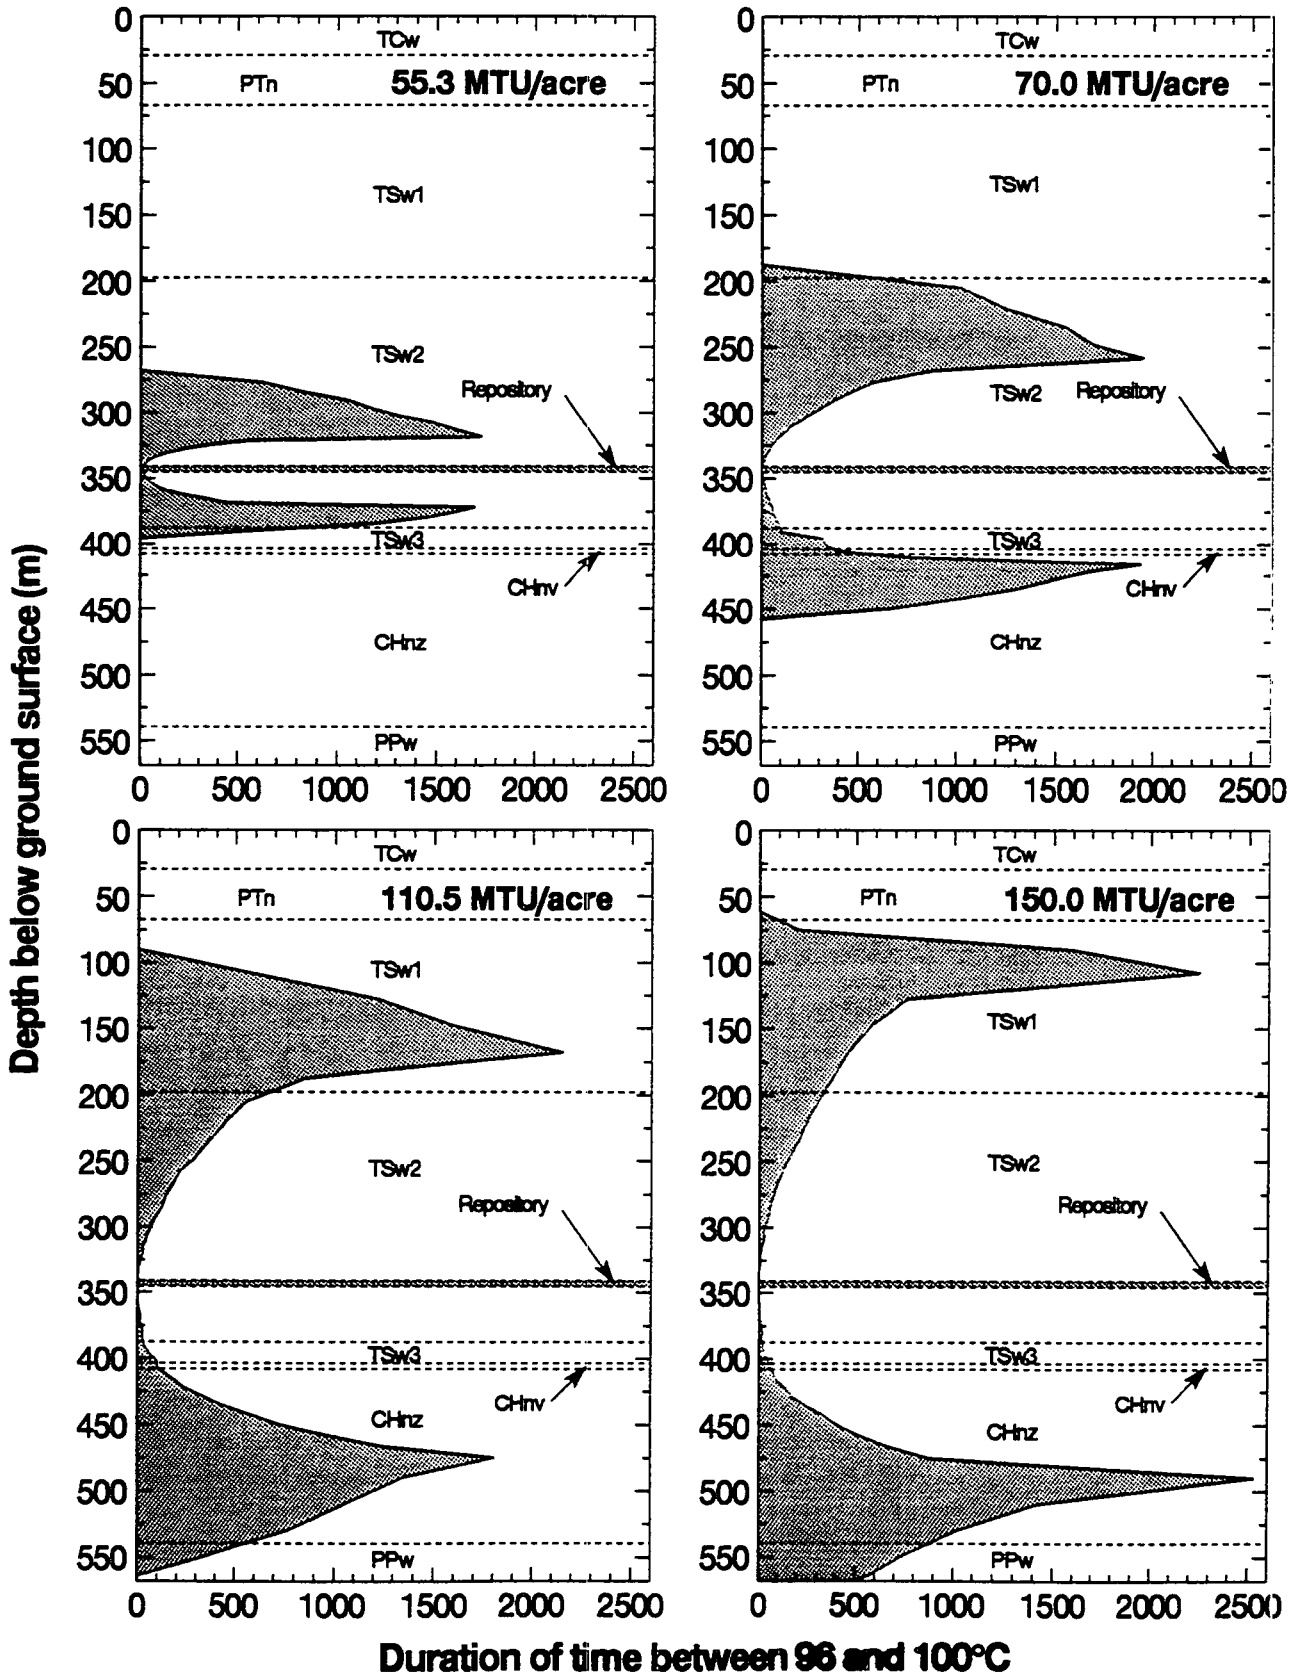 Depth below ground surface (m)
0
50
100
150
200
250
300
350
400
450
500
550
TCw
PTn 55.3 MTU/acre
TSw1
TSw2
Repository
TSw3
CHnv
CHnz
PPw
0 500 1000 1500 2000 2500
0
50
100
150
200
250
300
350
400
450
500
550
TCw
PTn 70.0 MTU/acre
TSw1
TSw2 Repository
TSw3
CHnv
CHnz
PPw
0 500 1000 1500 2000 2500
0
50
100
150
200
250
300
350
400
450
500
550
TCw
PTn 110.5 MTU/acre
TSw1
TSw2
Repository
TSw3
CHnv
CHnz
PPw
0 500 1000 1500 2000 2500
0
50
100
150
200
250
300
350
400
450
500
550
TCw
PTn 150.0 MTU/acre
TSw1
TSw2
Repository
TSw3
CHnv
CHnz
PPw
0 500 1000 1500 2000 2500
Duration of time between 96 and 100°C